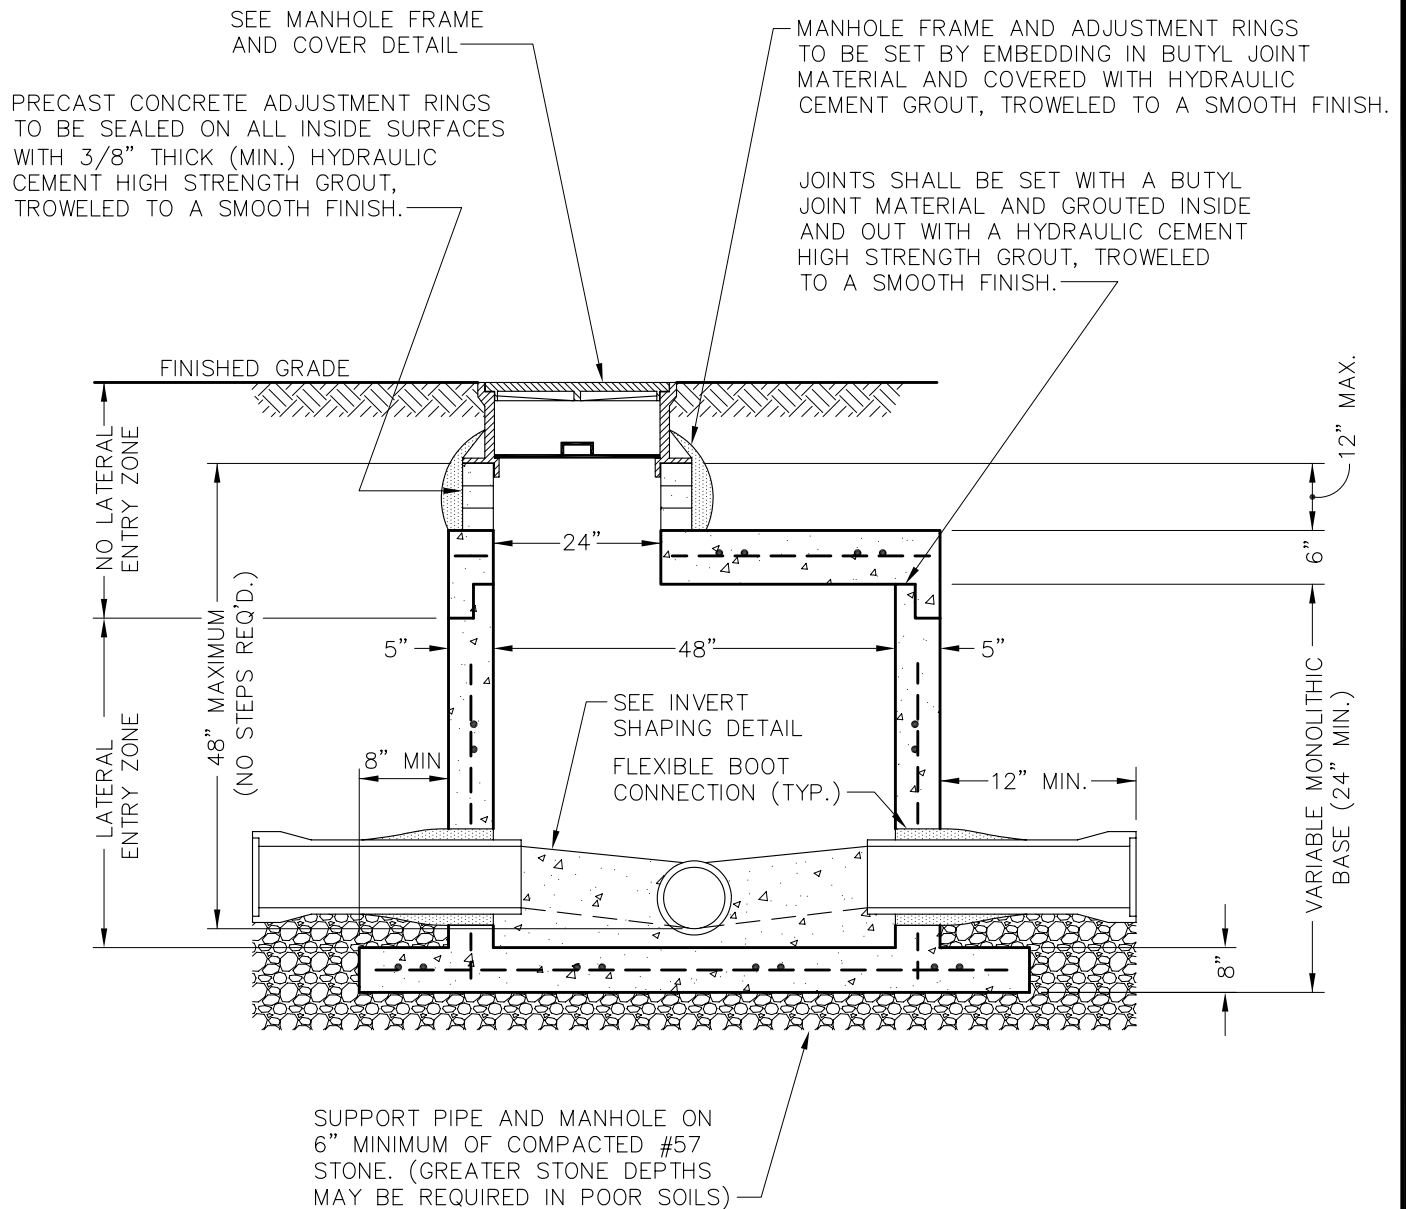 SEE MANHOLE FRAME
AND COVER DETAIL
MANHOLE FRAME AND ADJUSTMENT RINGS
TO BE SET BY EMBEDDING IN BUTYL JOINT
MATERIAL AND COVERED WITH HYDRAULIC
CEMENT GROUT, TROWELED TO A SMOOTH FINISH.
PRECAST CONCRETE ADJUSTMENT RINGS
TO BE SEALED ON ALL INSIDE SURFACES
WITH 3/8” THICK (MIN.) HYDRAULIC
CEMENT HIGH STRENGTH GROUT,
TROWELED TO A SMOOTH FINISH.
JOINTS SHALL BE SET WITH A BUTYL
JOINT MATERIAL AND GROUTED INSIDE
AND OUT WITH A HYDRAULIC CEMENT
HIGH STRENGTH GROUT, TROWELED
TO A SMOOTH FINISH.
FINISHED GRADE
12” MAX.
NO LATERAL
ENTRY ZONE
24”
6”
48” MAXIMUM
(NO STEPS REQ’D.)
5”
48”
5”
LATERAL
ENTRY ZONE
SEE INVERT
SHAPING DETAIL
8” MIN
FLEXIBLE BOOT
CONNECTION (TYP.)
12” MIN.
VARIABLE MONOLITHIC
BASE (24” MIN.)
8”
SUPPORT PIPE AND MANHOLE ON
6” MINIMUM OF COMPACTED #57
STONE. (GREATER STONE DEPTHS
MAY BE REQUIRED IN POOR SOILS)